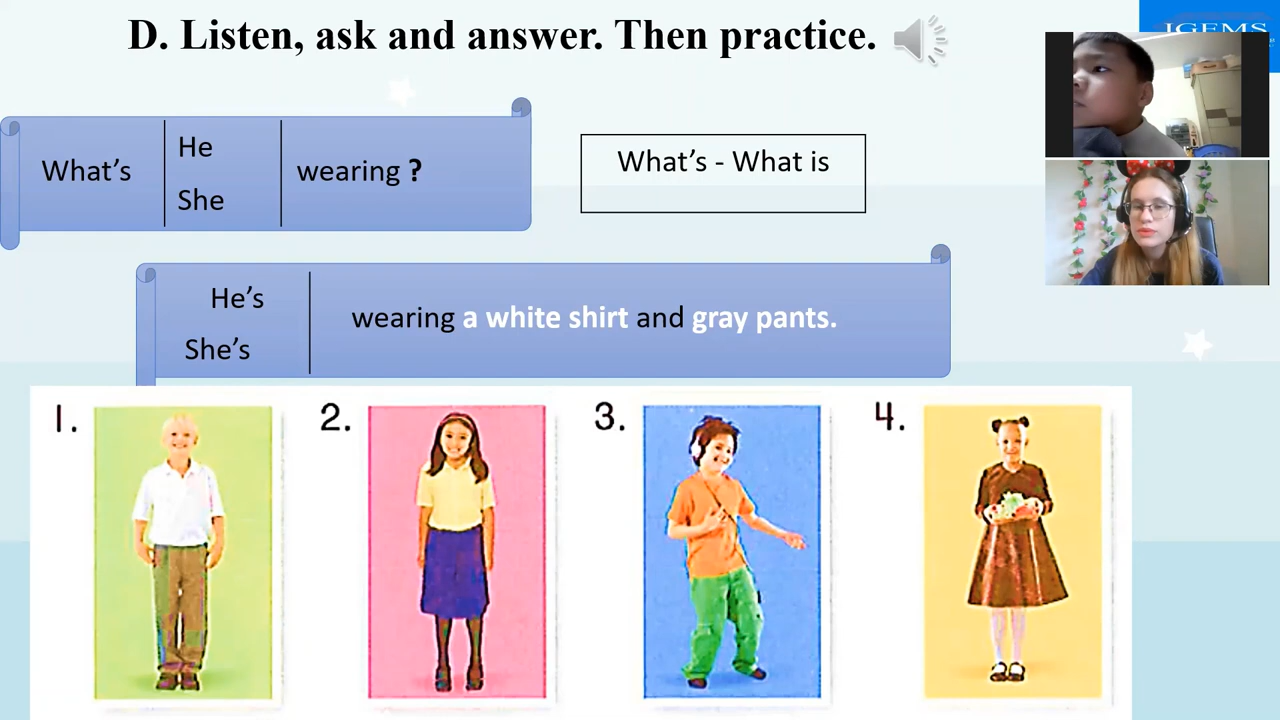 D. Listen, ask and answer. Then practice.
IGEMS
What's
He
She
wearing ?
What's - What is
He's
She's
wearing a white shirt and gray pants.
1.
2.
3.
4.